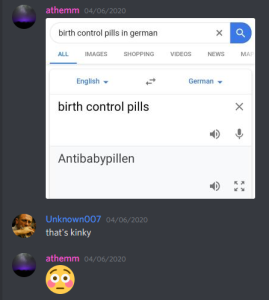 athemm 04/06/2020
birth control pills in german
ALL IMAGES SHOPPING VIDEOS NEWS
English German
birth control pills
Antibabypillen
Unknown007 04/06/2020
that's kinky
athemm 04/06/2020